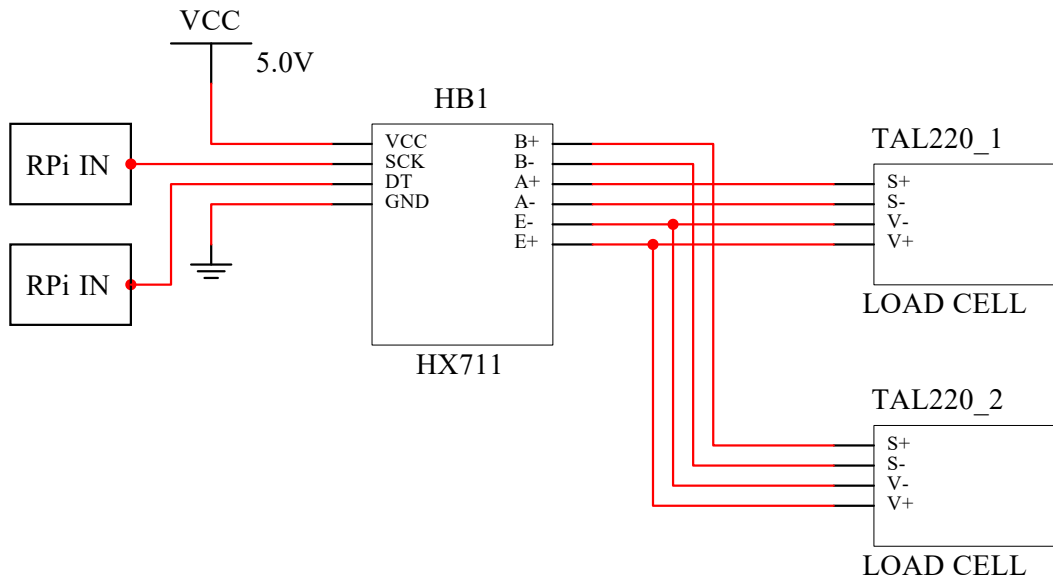 VCC
5.0V
RPi IN
RPi IN
HB1
VCC
SCK
DT
GND
B+
B-
A+
A-
E-
E+
HX711
TAL220_1
S+
S-
V-
V+
LOAD CELL
TAL220_2
S+
S-
V-
V+
LOAD CELL